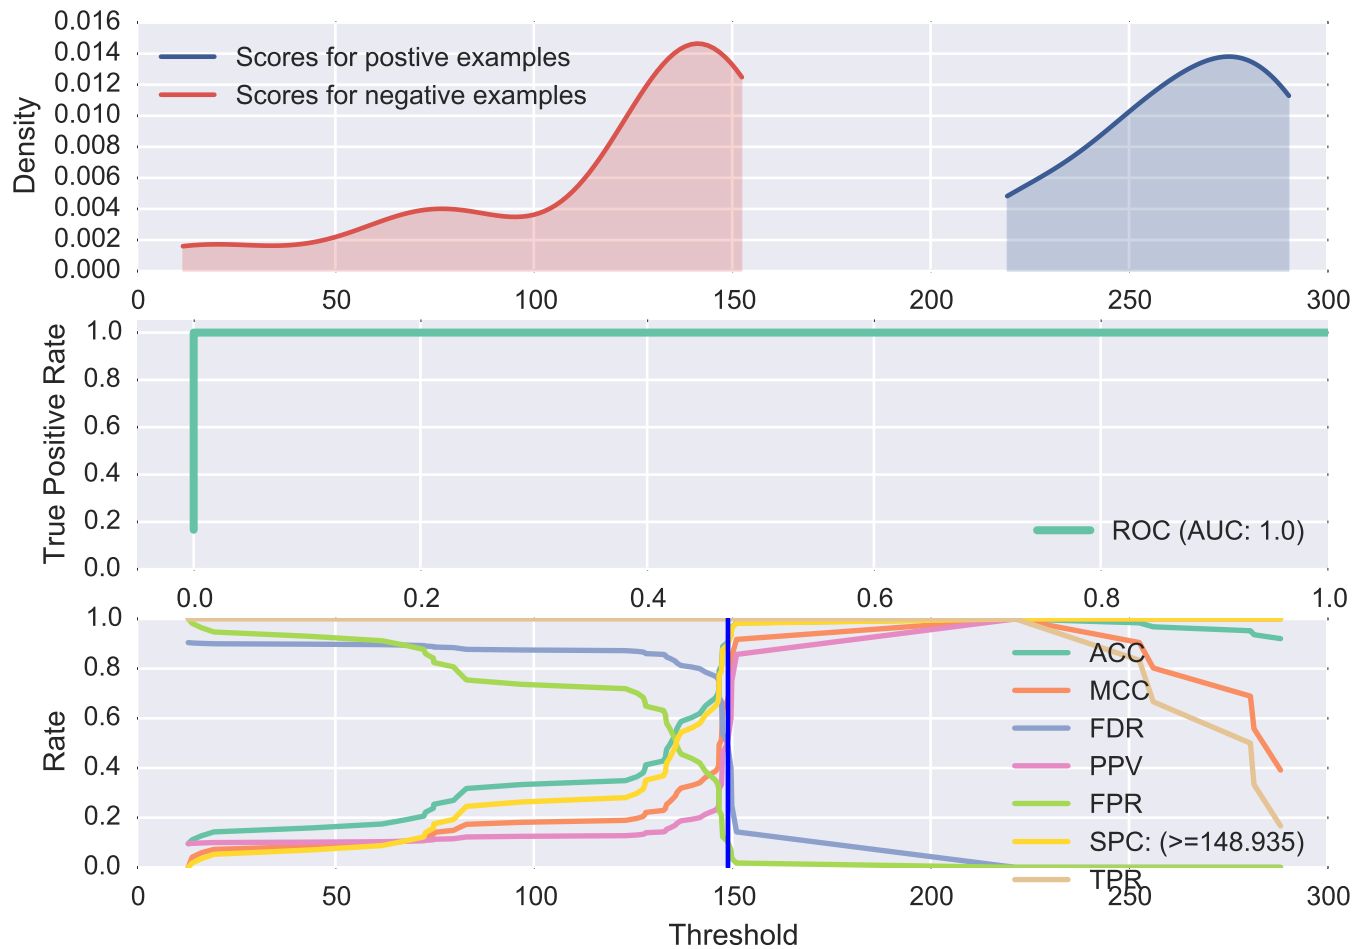 0.016
0.014
0.012
0.010
0.008
0.006
0.004
0.002
0.000
Density
Scores for postive examples
Scores for negative examples
0 50 100 150 200 250 300
1.0
0.8
0.6
0.4
0.2
0.0
True Positive Rate
ROC (AUC: 1.0)
0.0 0.2 0.4 0.6 0.8 1.0
1.0
0.8
0.6
0.4
0.2
0.0
Rate
ACC
MCC
FDR
PPV
FPR
SPC: (>=148.935)
TPR
0 50 100 150 200 250 300
Threshold